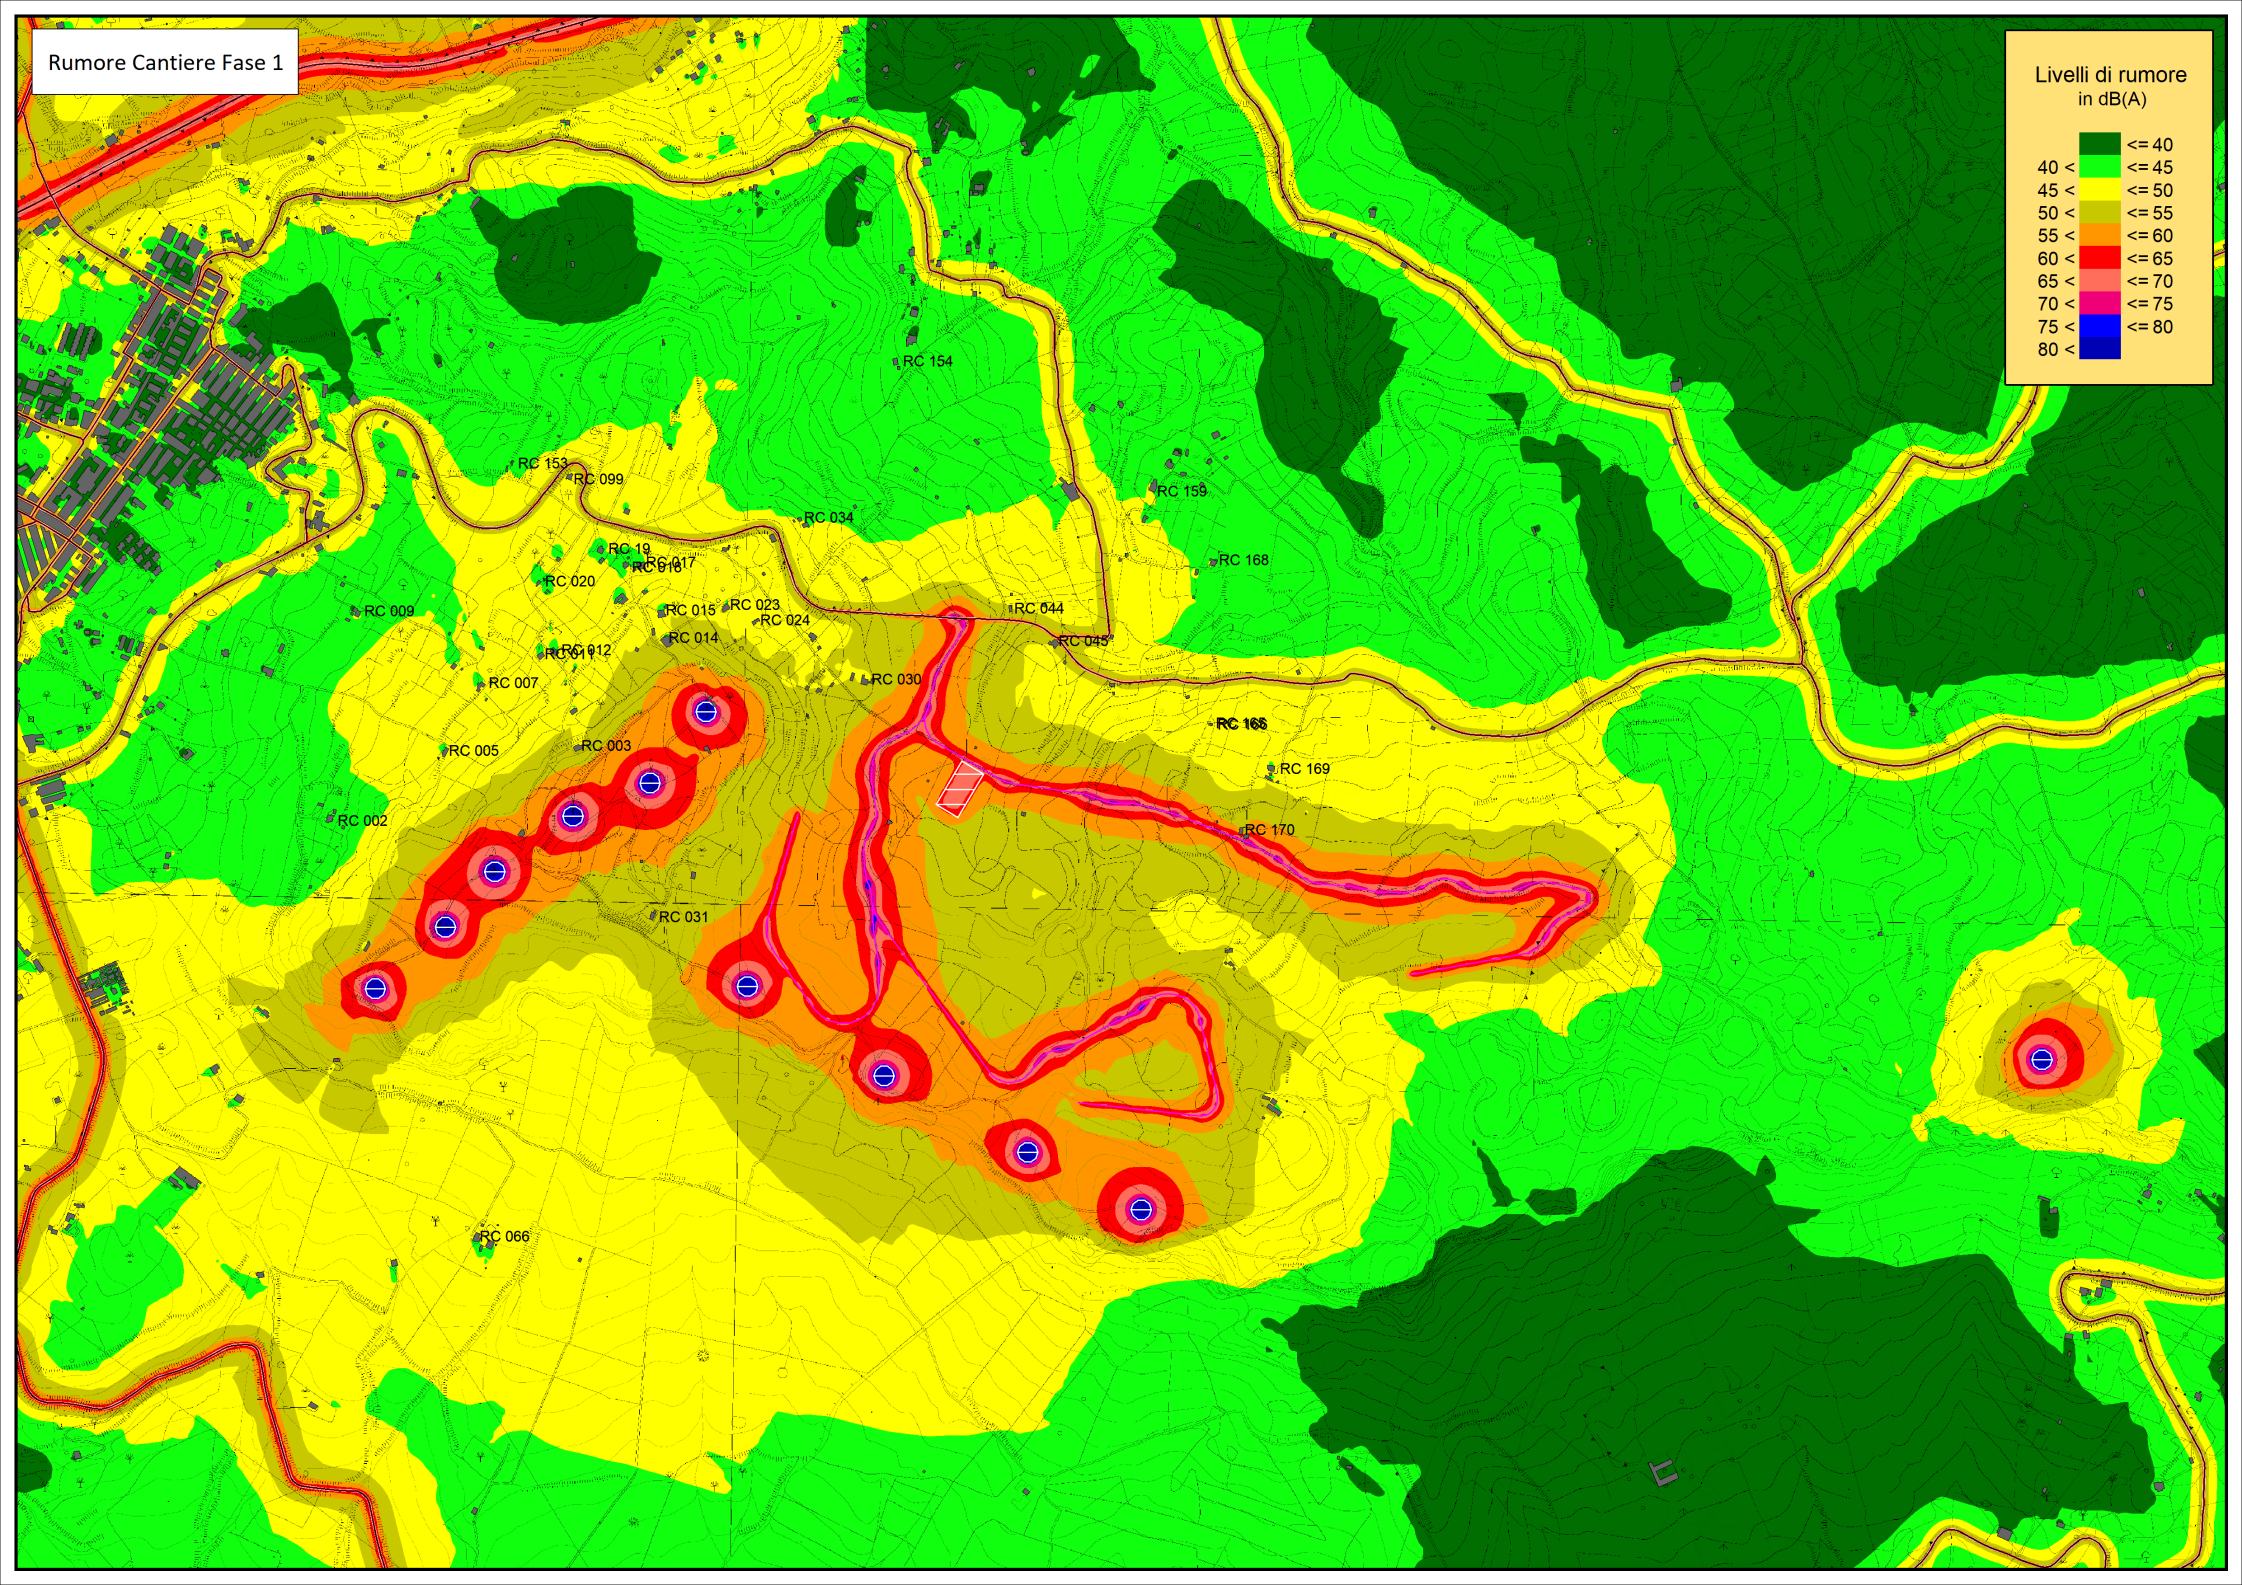 Rumore Cantiere Fase 1
Livelli di rumore
in dB(A)
<= 40
40 < <= 45
45 < <= 50
50 < <= 55
55 < <= 60
60 < <= 65
65 < <= 70
70 < <= 75
75 < <= 80
80 <
RC 154
RC 153
RC 099
RC 159
RC 034
RC 19
RC 017
RC 168
RC 020
RC 023
RC 044
RC 009
RC 015
RC 024
RC 014
RC 045
RC 012
RC 011
RC 030
RC 007
RC 003
RC 005
RC 169
RC 002
RC 170
RC 031
RC 066